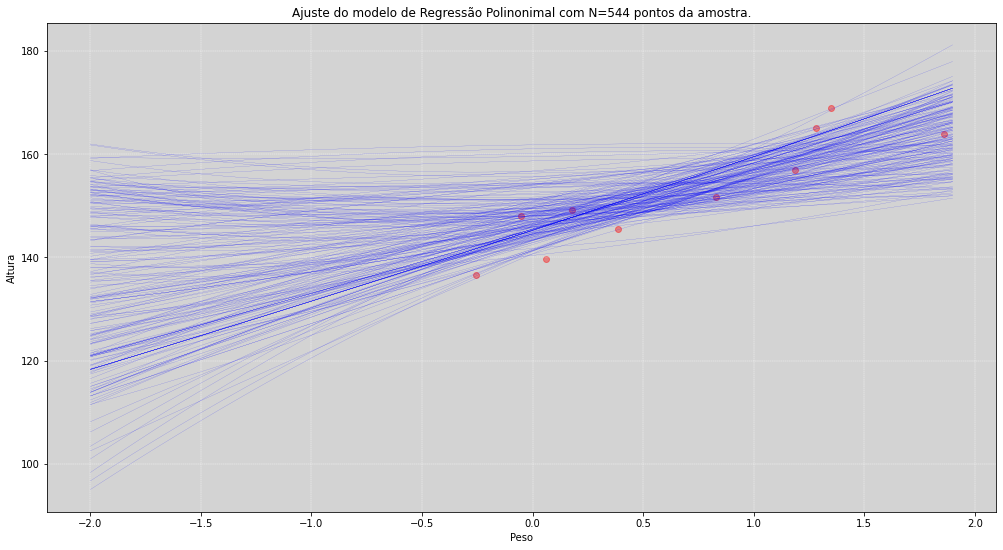 Ajuste do modelo de Regressão Polinonimal com N=544 pontos da amostra.
180
160
140
120
100
Altura
−2.0 −1.5 −1.0 −0.5 0.0 0.5 1.0 1.5 2.0
Peso